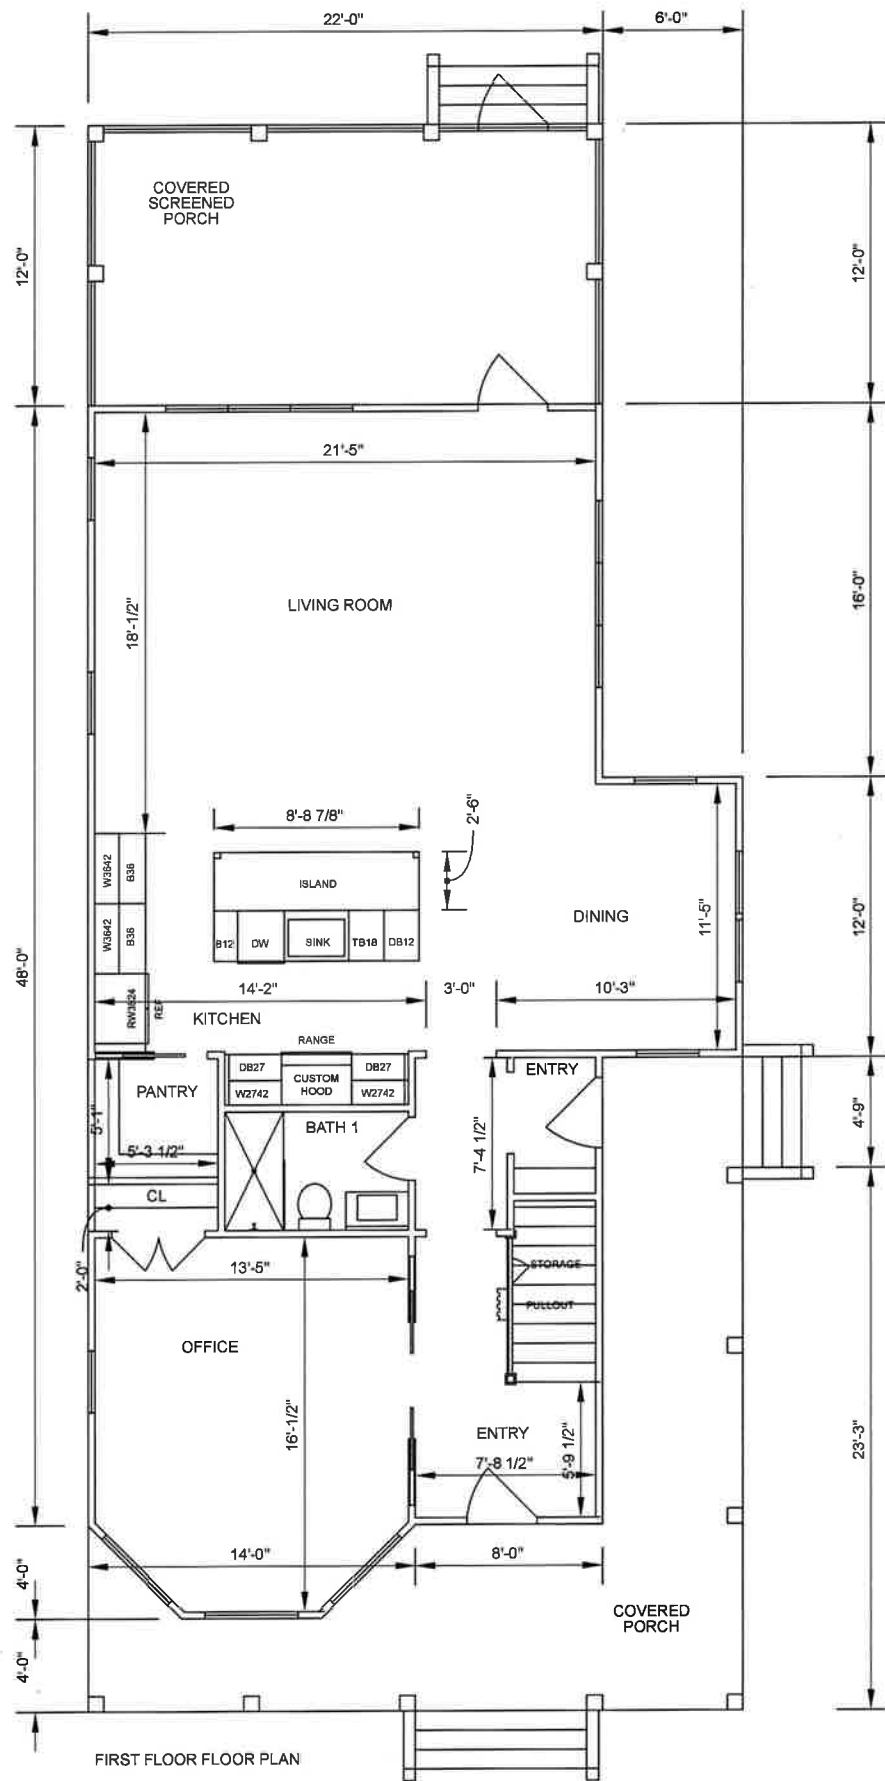 22'-0"
6'-0"
COVERED
SCREENED
PORCH
12'-0"
12'-0"
21'-5"
18'-1/2"
LIVING ROOM
16'-0"
8'-8 7/8"
2'-6"
W3642
B36
ISLAND
DINING
11'-5"
12'-0"
W3642
B36
B12
DW
SINK
TB18
DB12
48'-0"
14'-2"
3'-0"
10'-3"
RW3624
REF
KITCHEN
RANGE
DB27
DB27
CUSTOM
HOOD
W2742
W2742
ENTRY
PANTRY
5'-1"
BATH 1
7'-4 1/2"
4'-9"
5'-3 1/2"
CL
2'-0"
13'-5"
STORAGE
PULLOUT
OFFICE
16'-1/2"
ENTRY
5'-9 1/2"
7'-8 1/2"
23'-3"
14'-0"
8'-0"
4'-0"
COVERED
PORCH
4'-0"
FIRST FLOOR FLOOR PLAN